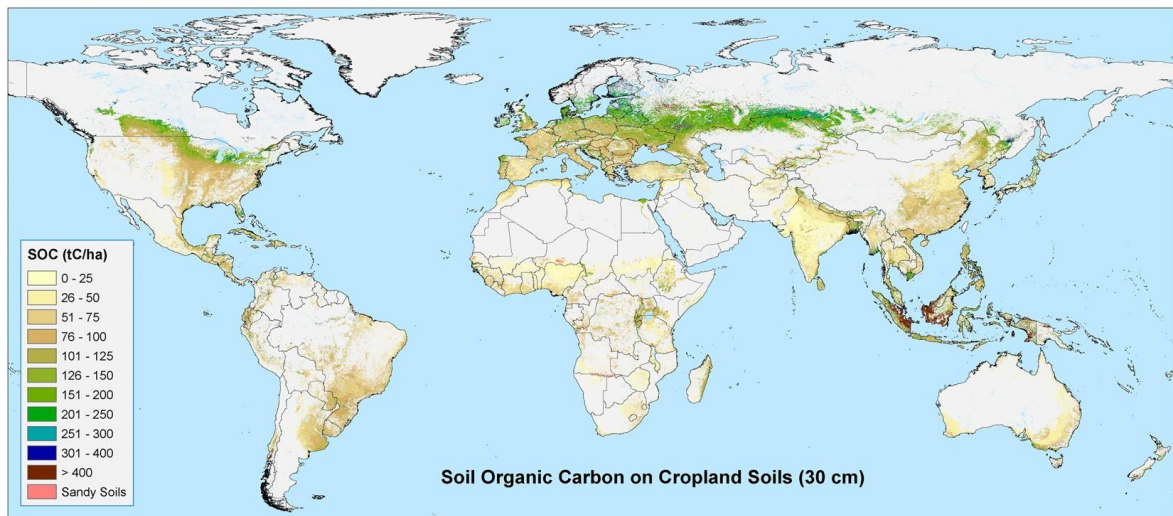 SOC (tC/ha)
0 - 25
26 - 50
51 - 75
76 - 100
101 - 125
126 - 150
151 - 200
201 - 250
251 - 300
301 - 400
> 400
Sandy Soils
Soil Organic Carbon on Cropland Soils (30 cm)